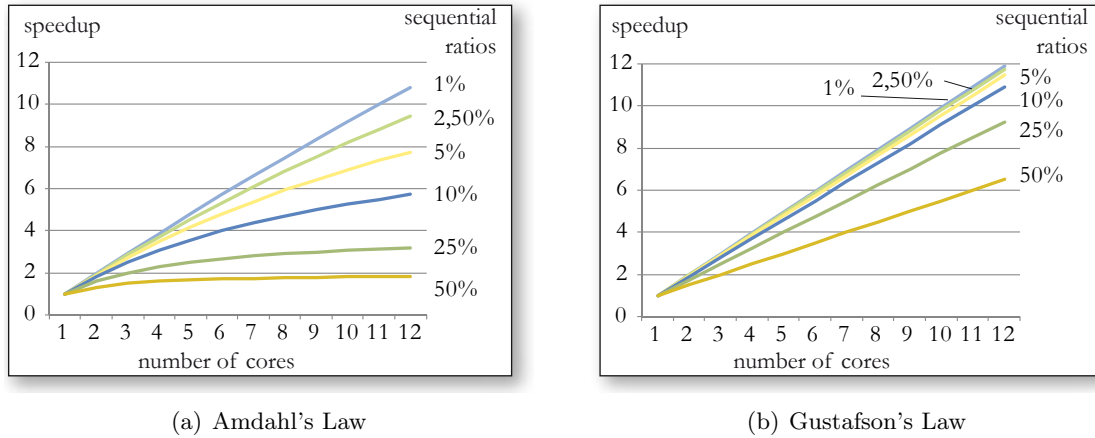 speedup
sequential
ratios
12
10
8
6
4
2
0
1%
2,50%
5%
10%
25%
50%
1 2 3 4 5 6 7 8 9 10 11 12
number of cores
(a) Amdahl's Law
speedup
sequential
ratios
12
10
8
6
4
2
0
1%
2,50%
5%
10%
25%
50%
1 2 3 4 5 6 7 8 9 10 11 12
number of cores
(b) Gustafson's Law